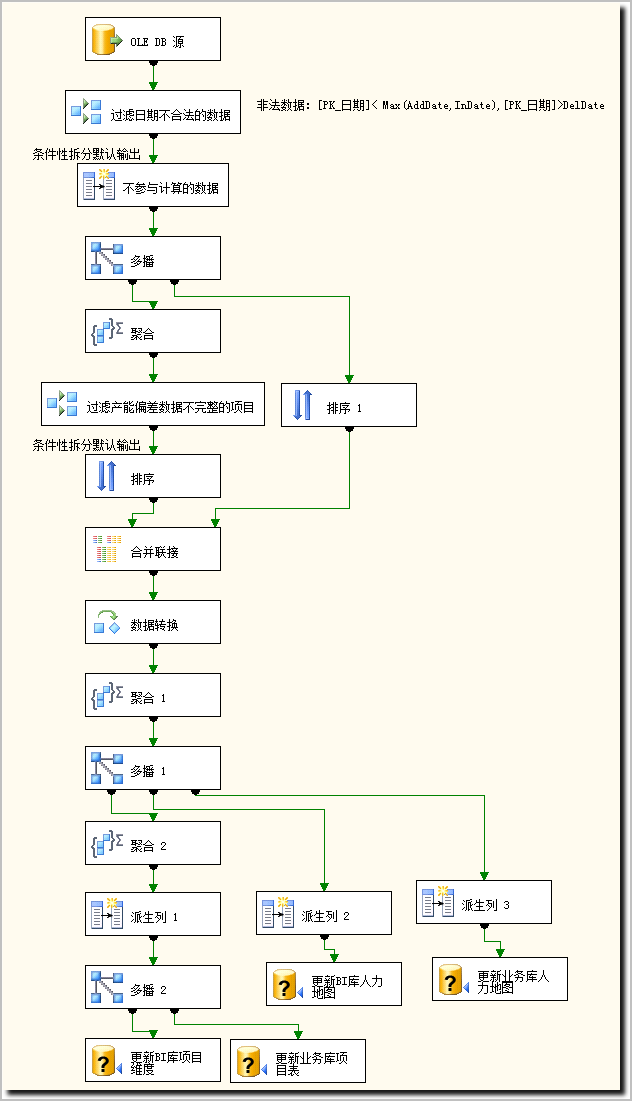 OLE DB 源
过滤日期不合法的数据
非法数据: [PK_日期]< Max(AddDate,InDate),[PK_日期]>DelDate
条件性拆分默认输出
不参与计算的数据
多播
聚合
过滤产能偏差数据不完整的项目
排序 1
条件性拆分默认输出
排序
合并联接
数据转换
聚合 1
多播 1
聚合 2
派生列 1
派生列 2
派生列 3
多播 2
更新BI库人力
地图
更新业务库人
力地图
更新BI库项目
维度
更新业务库项
目表